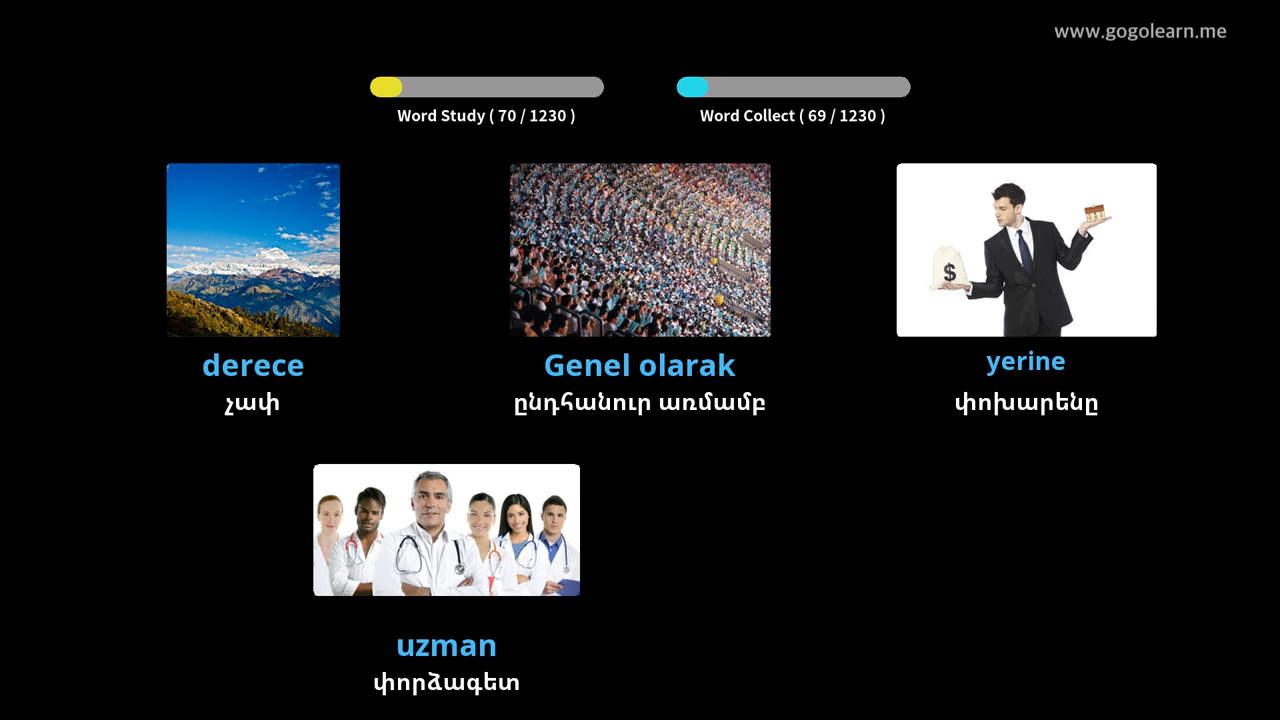 www.gogolearn.me
Word Study ( 70 / 1230 )
Word Collect ( 69 / 1230 )
derece
չափ
Genel olarak
ընդհանուր առմամբ
yerine
փոխարենը
uzman
փորձագետ